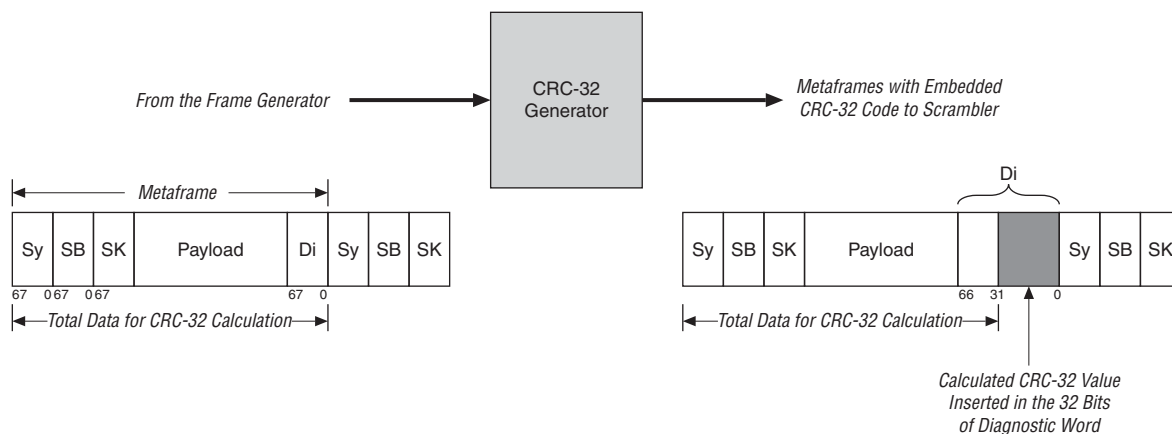 From the Frame Generator
CRC-32
Generator
Metaframes with Embedded
CRC-32 Code to Scrambler
Metaframe
Sy SB SK Payload Di Sy SB SK
67 0 67 0 67 67 0
Total Data for CRC-32 Calculation
Di
Sy SB SK Payload Sy SB SK
66 31 0
Total Data for CRC-32 Calculation
Calculated CRC-32 Value
Inserted in the 32 Bits
of Diagnostic Word